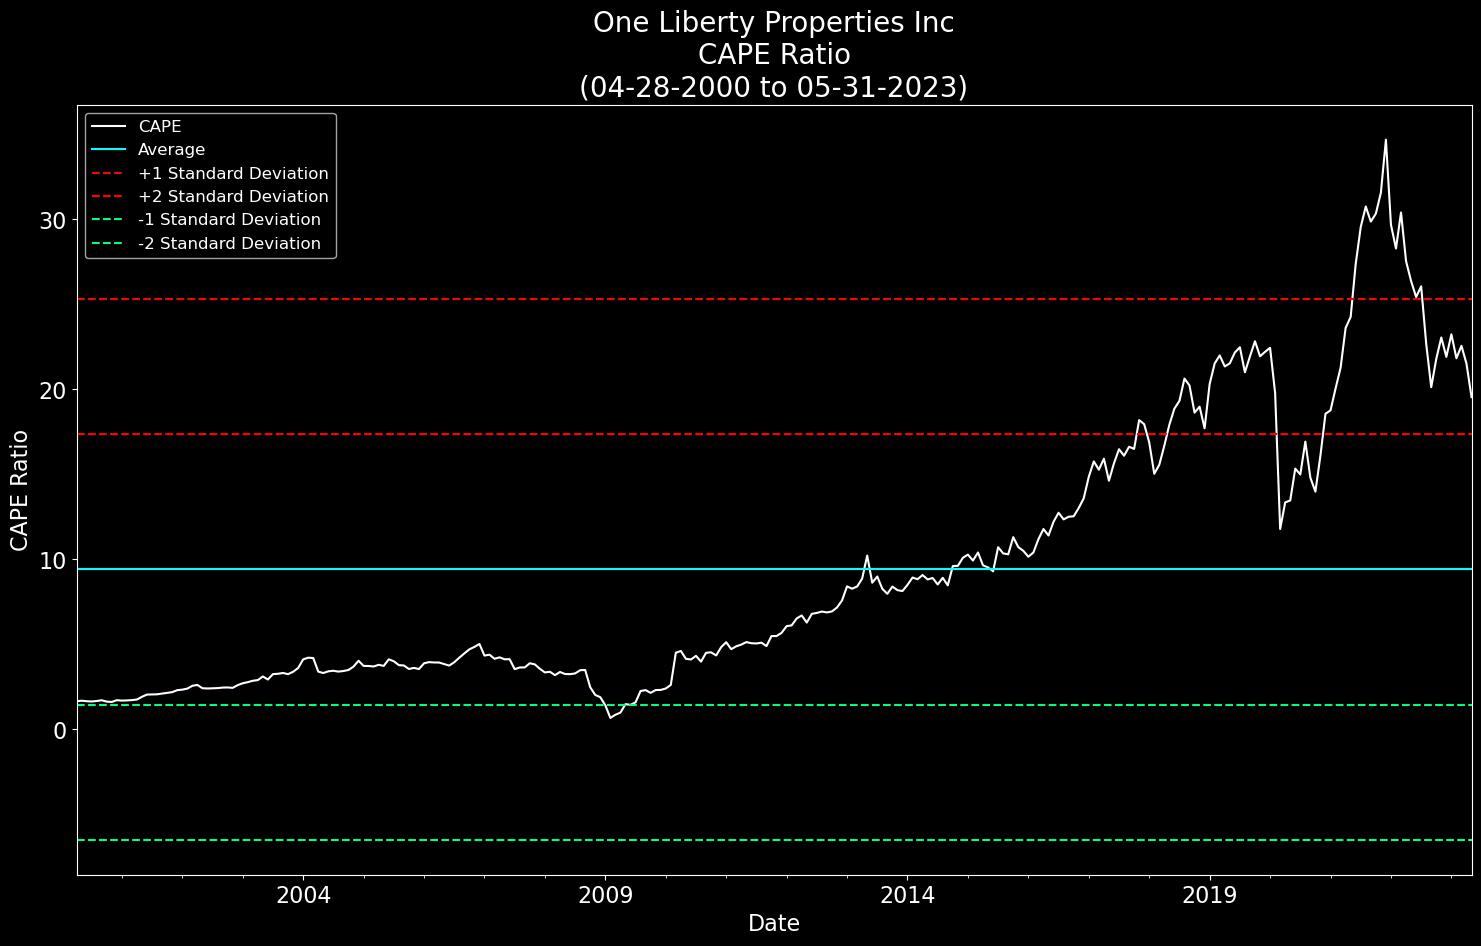 One Liberty Properties Inc
CAPE Ratio
(04-28-2000 to 05-31-2023)
CAPE
Average
+1 Standard Deviation
+2 Standard Deviation
-1 Standard Deviation
-2 Standard Deviation
30
20
10
0
CAPE Ratio
2004 2009 2014 2019
Date